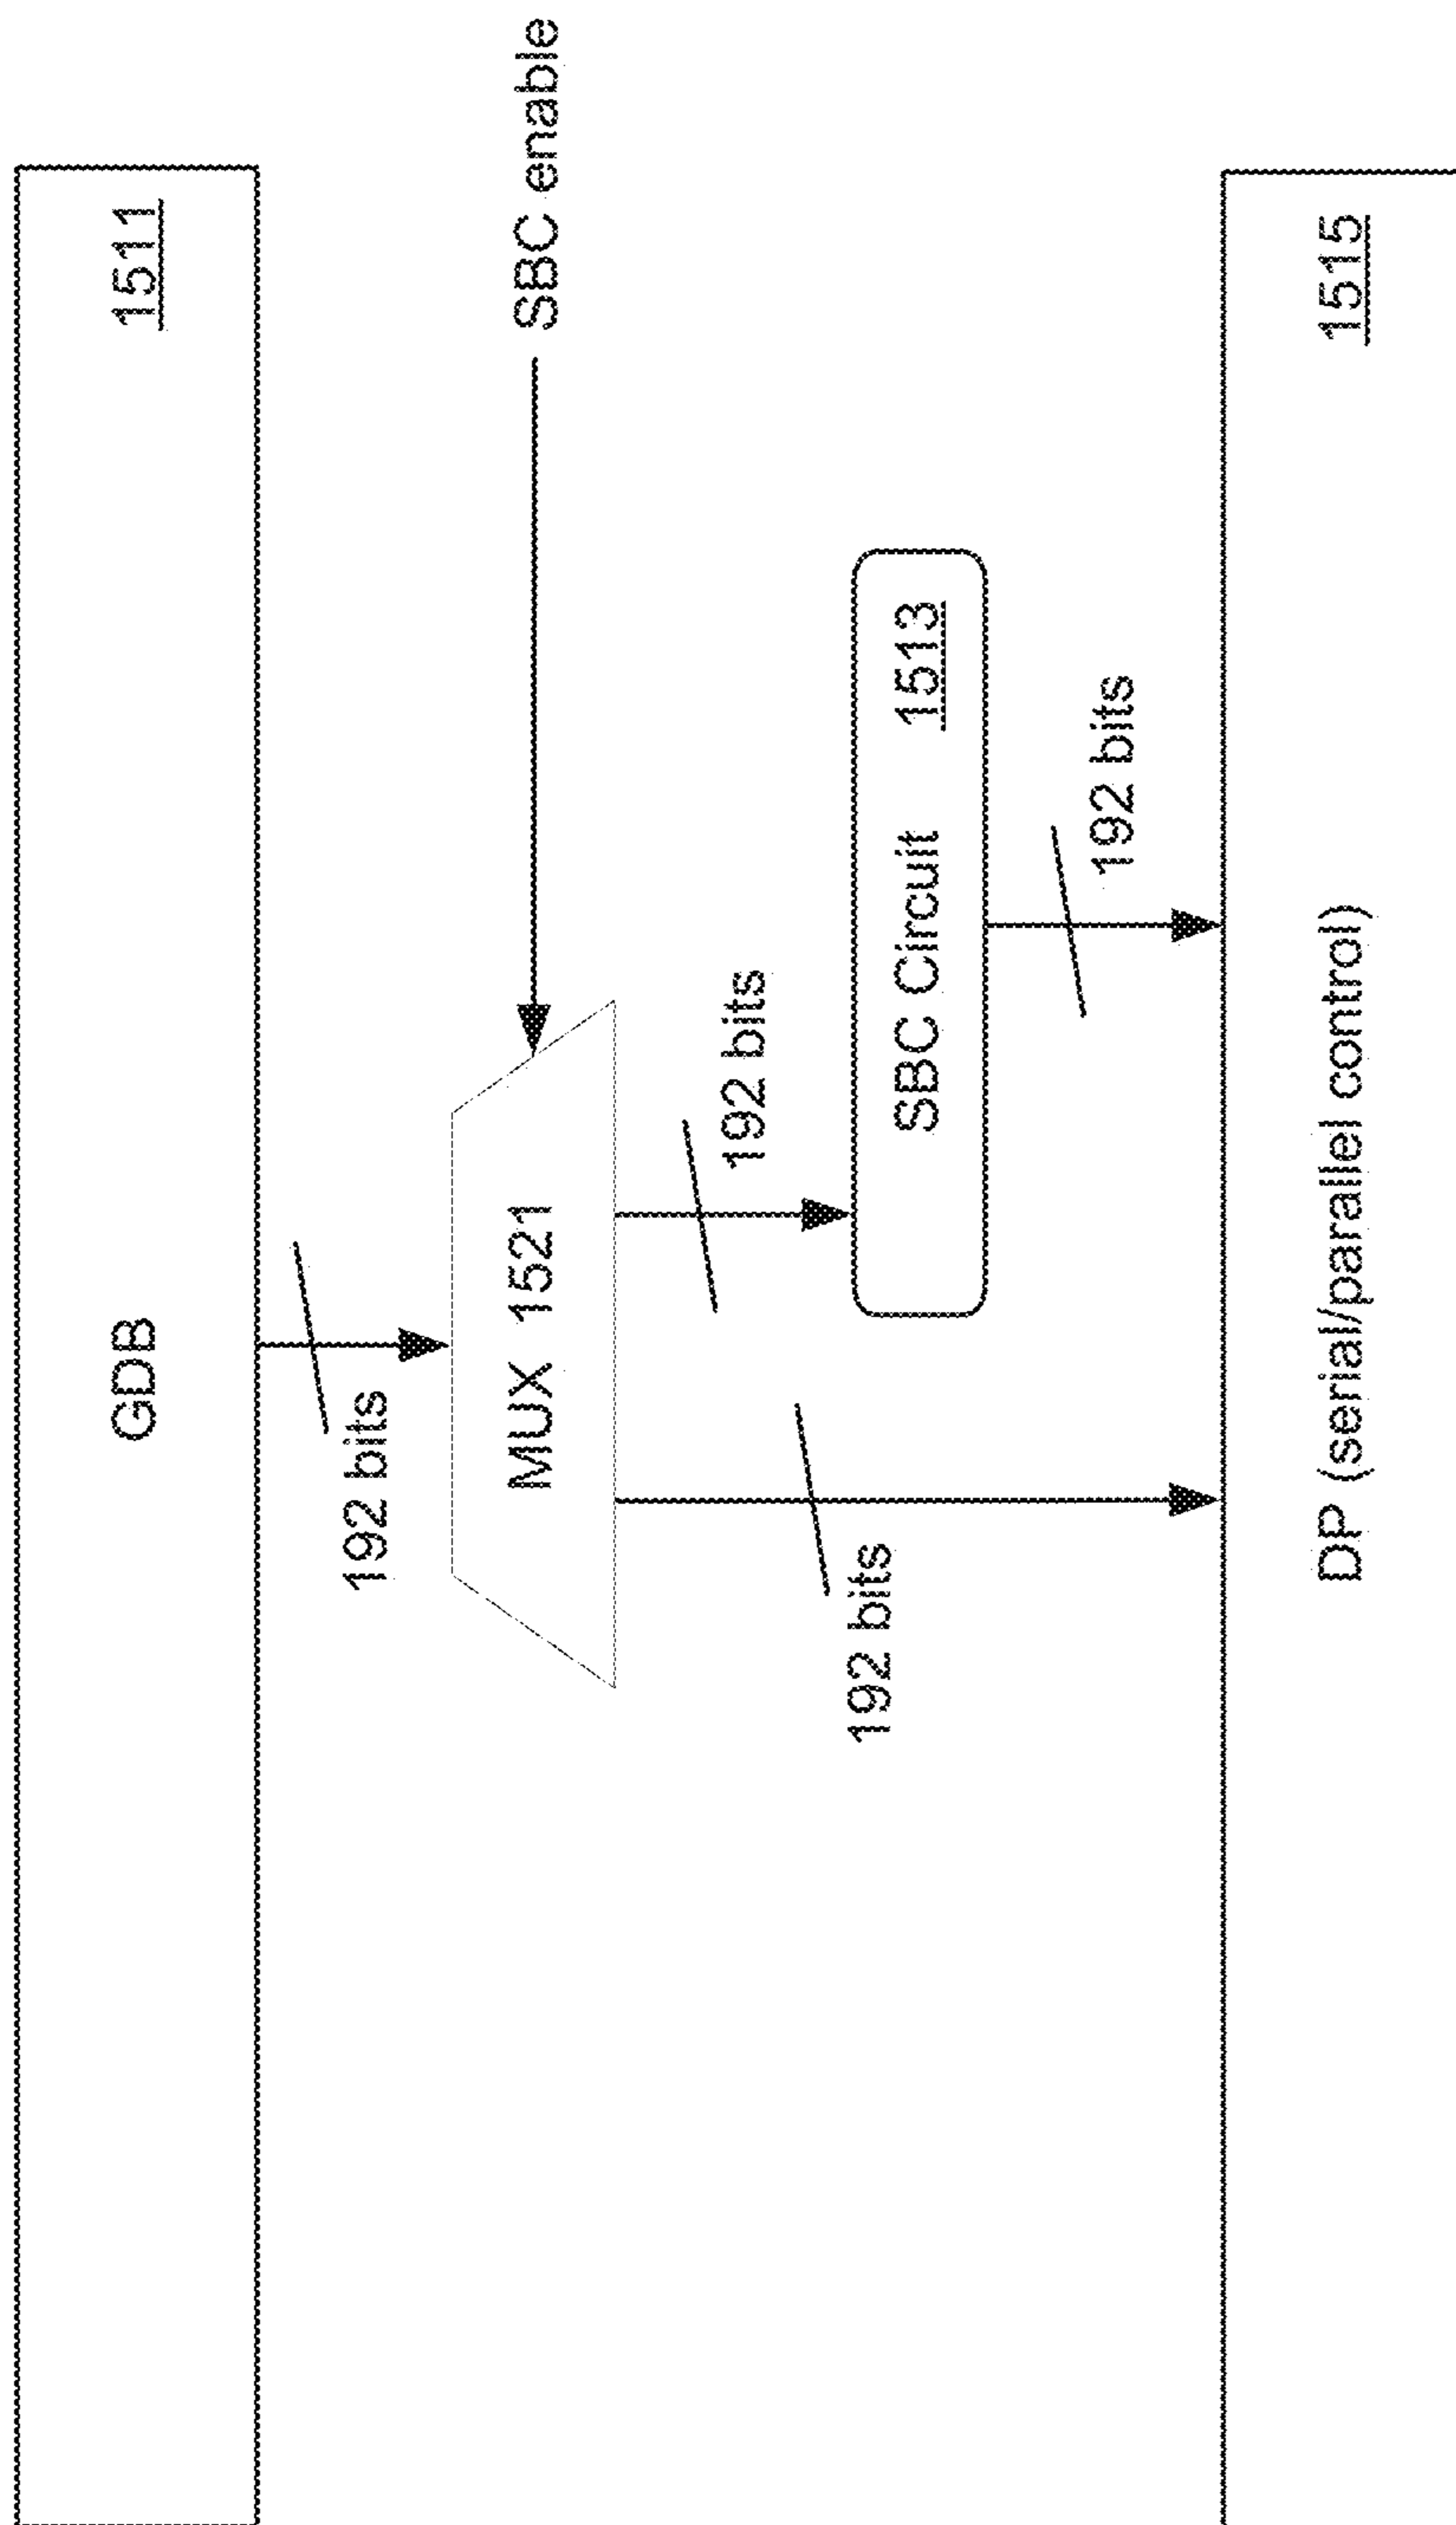 GDB 1511
192 bits
MUX 1521
SBC enable
192 bits
192 bits
SBC Circuit 1513
192 bits
DP (serial/parallel control) 1515